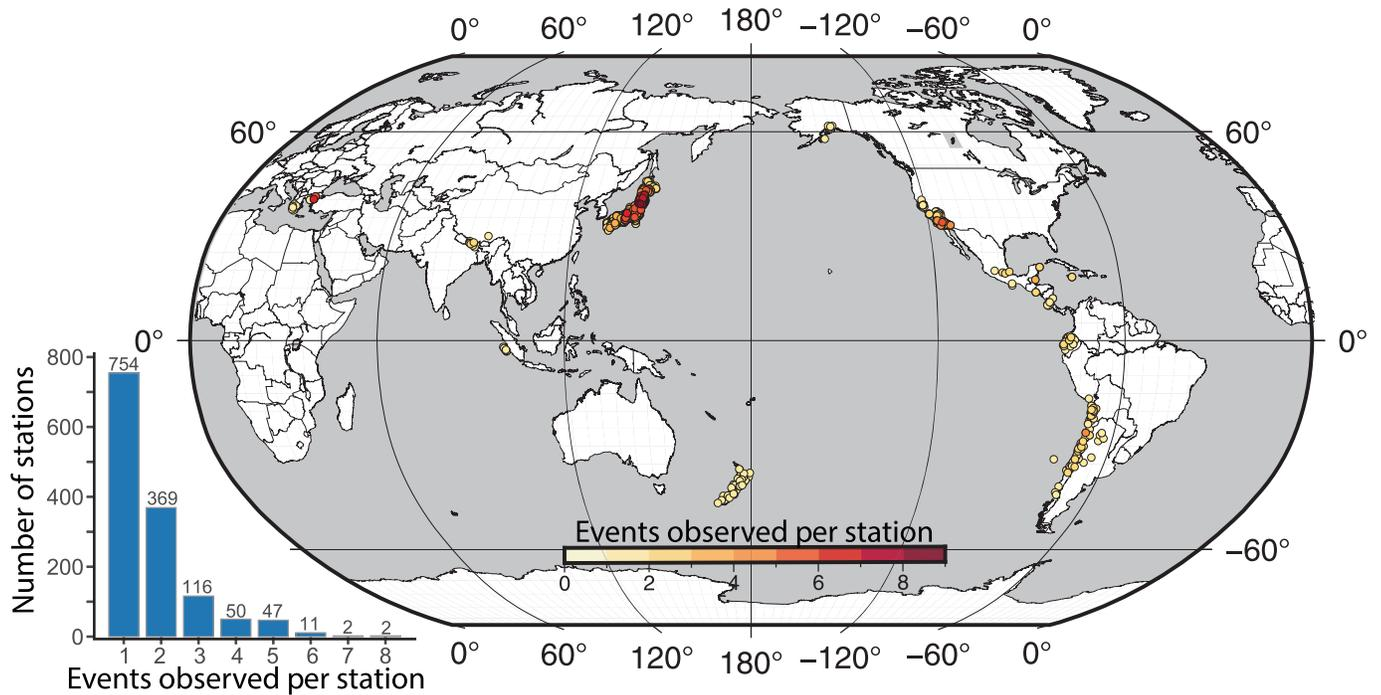 0° 60° 120° 180° −120° −60° 0°
60° 60°
0° 0°
−60°
Events observed per station
0 2 4 6 8
0° 60° 120° 180° −120° −60° 0°
Number of stations
800
600
400
200
0
754
369
116
50
47
11
2
2
1 2 3 4 5 6 7 8
Events observed per station